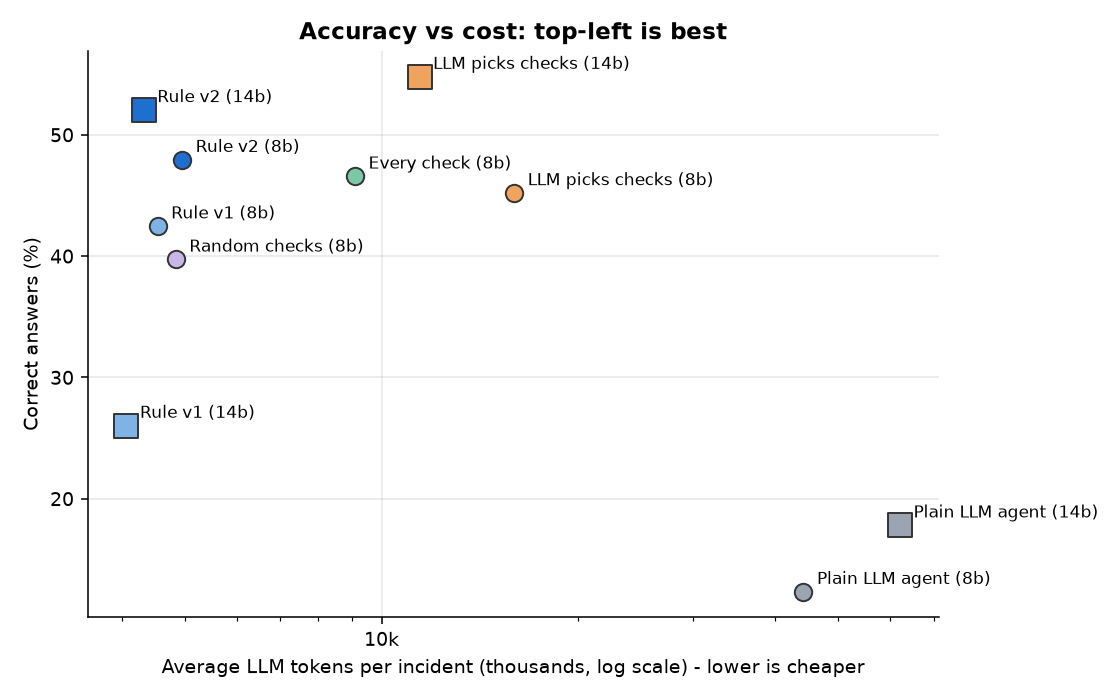 Accuracy vs cost: top-left is best
LLM picks checks (14b)
Rule v2 (14b)
Rule v2 (8b)
Every check (8b)
LLM picks checks (8b)
Rule v1 (8b)
Random checks (8b)
Rule v1 (14b)
Plain LLM agent (14b)
Plain LLM agent (8b)
50
40
30
20
Correct answers (%)
10k
Average LLM tokens per incident (thousands, log scale) - lower is cheaper